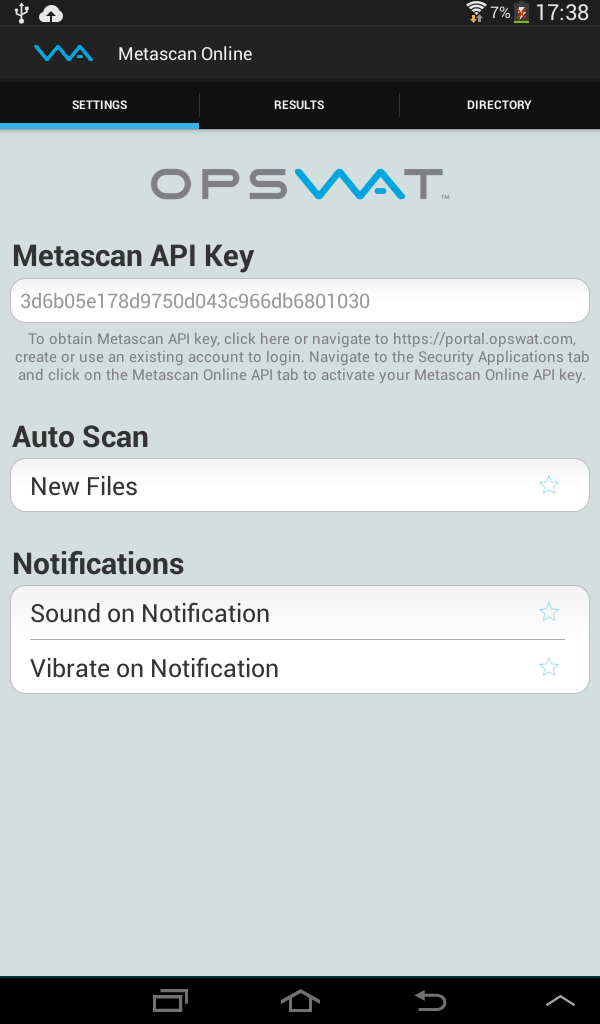 7% 17:38
Metascan Online
SETTINGS RESULTS DIRECTORY
OPSWAT™
Metascan API Key
3d6b05e178d9750d043c966db6801030
To obtain Metascan API key, click here or navigate to https://portal.opswat.com,
create or use an existing account to login. Navigate to the Security Applications tab
and click on the Metascan Online API tab to activate your Metascan Online API key.
Auto Scan
New Files
Notifications
Sound on Notification
Vibrate on Notification